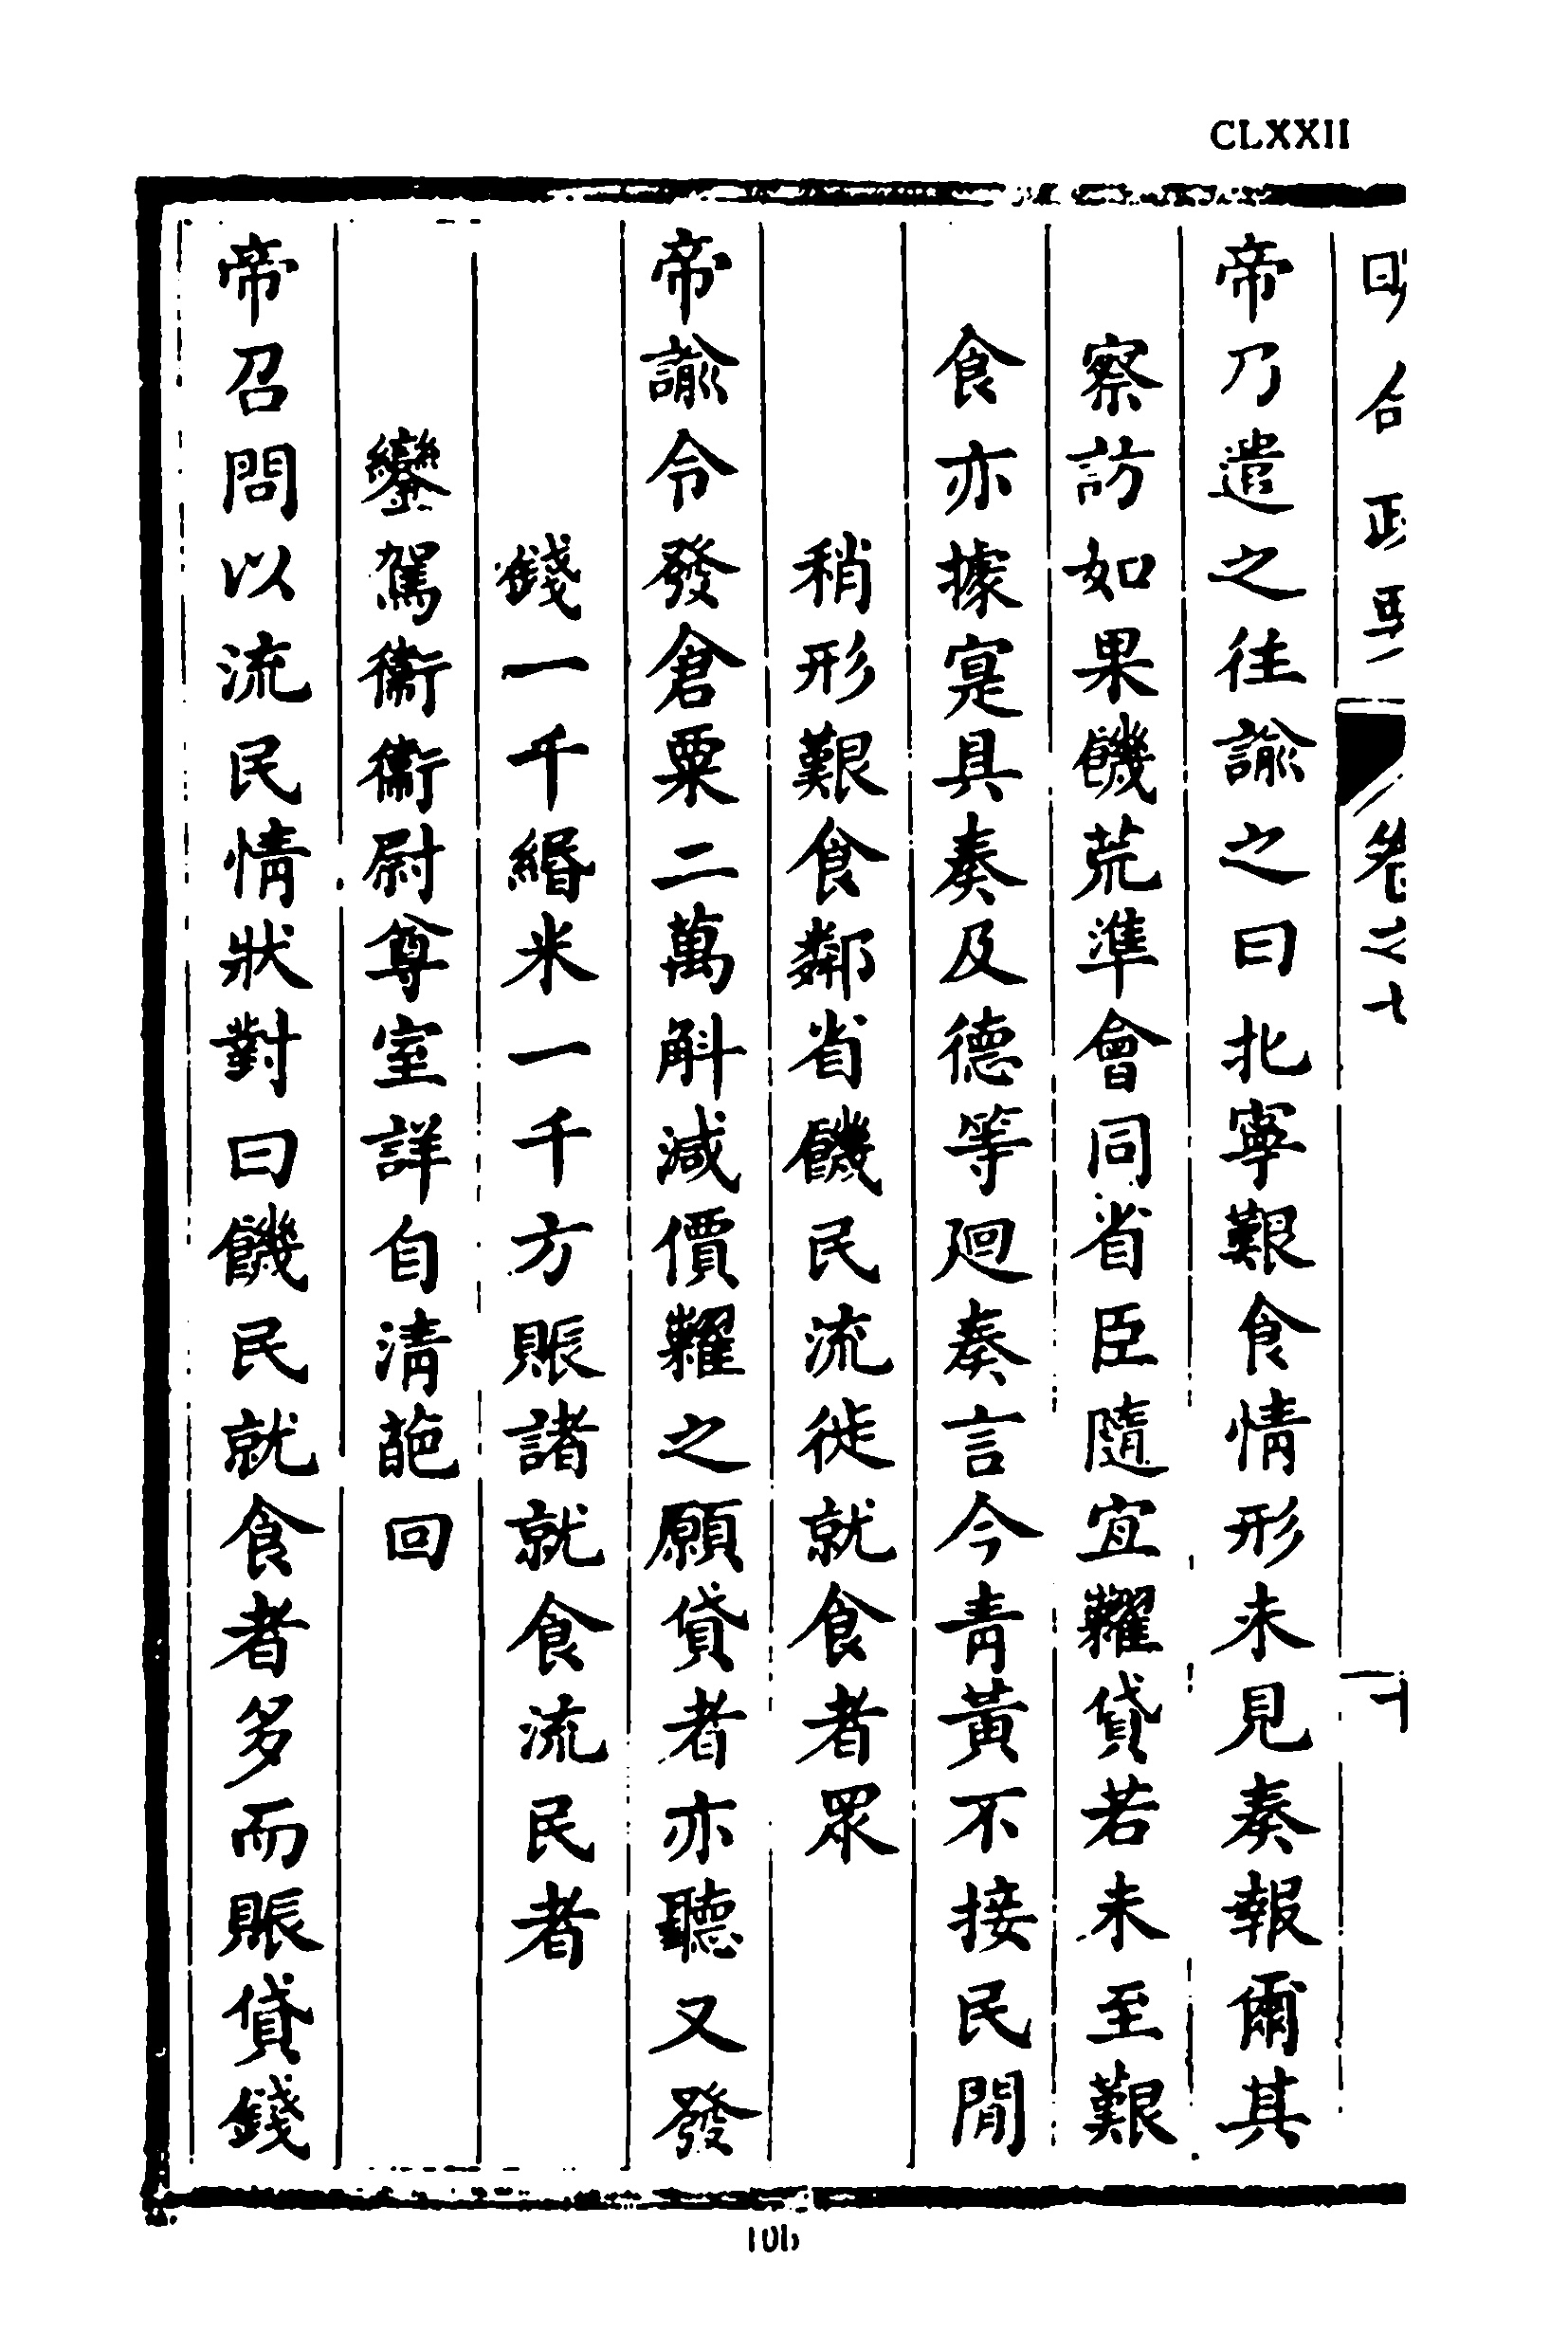 CLXXII
明命政要
卷之七
十
帝乃遣之往諭之曰北寧艱食情形未見奏報爾其
察訪如果饑荒準會同省臣隨宜糶貸若未至艱
食亦據寔具奏及德等廻奏言今青黃不接民間
稍形艱食鄰省饑民流徙就食者眾
帝諭令發倉粟二萬斛減價糶之願貸者亦聽又發
錢一千緡米一千方賬諸就食流民者
鑾駕衞衞尉尊室詳自清葩回
帝召問以流民情狀對曰饑民就食者多而賬貸錢
10b